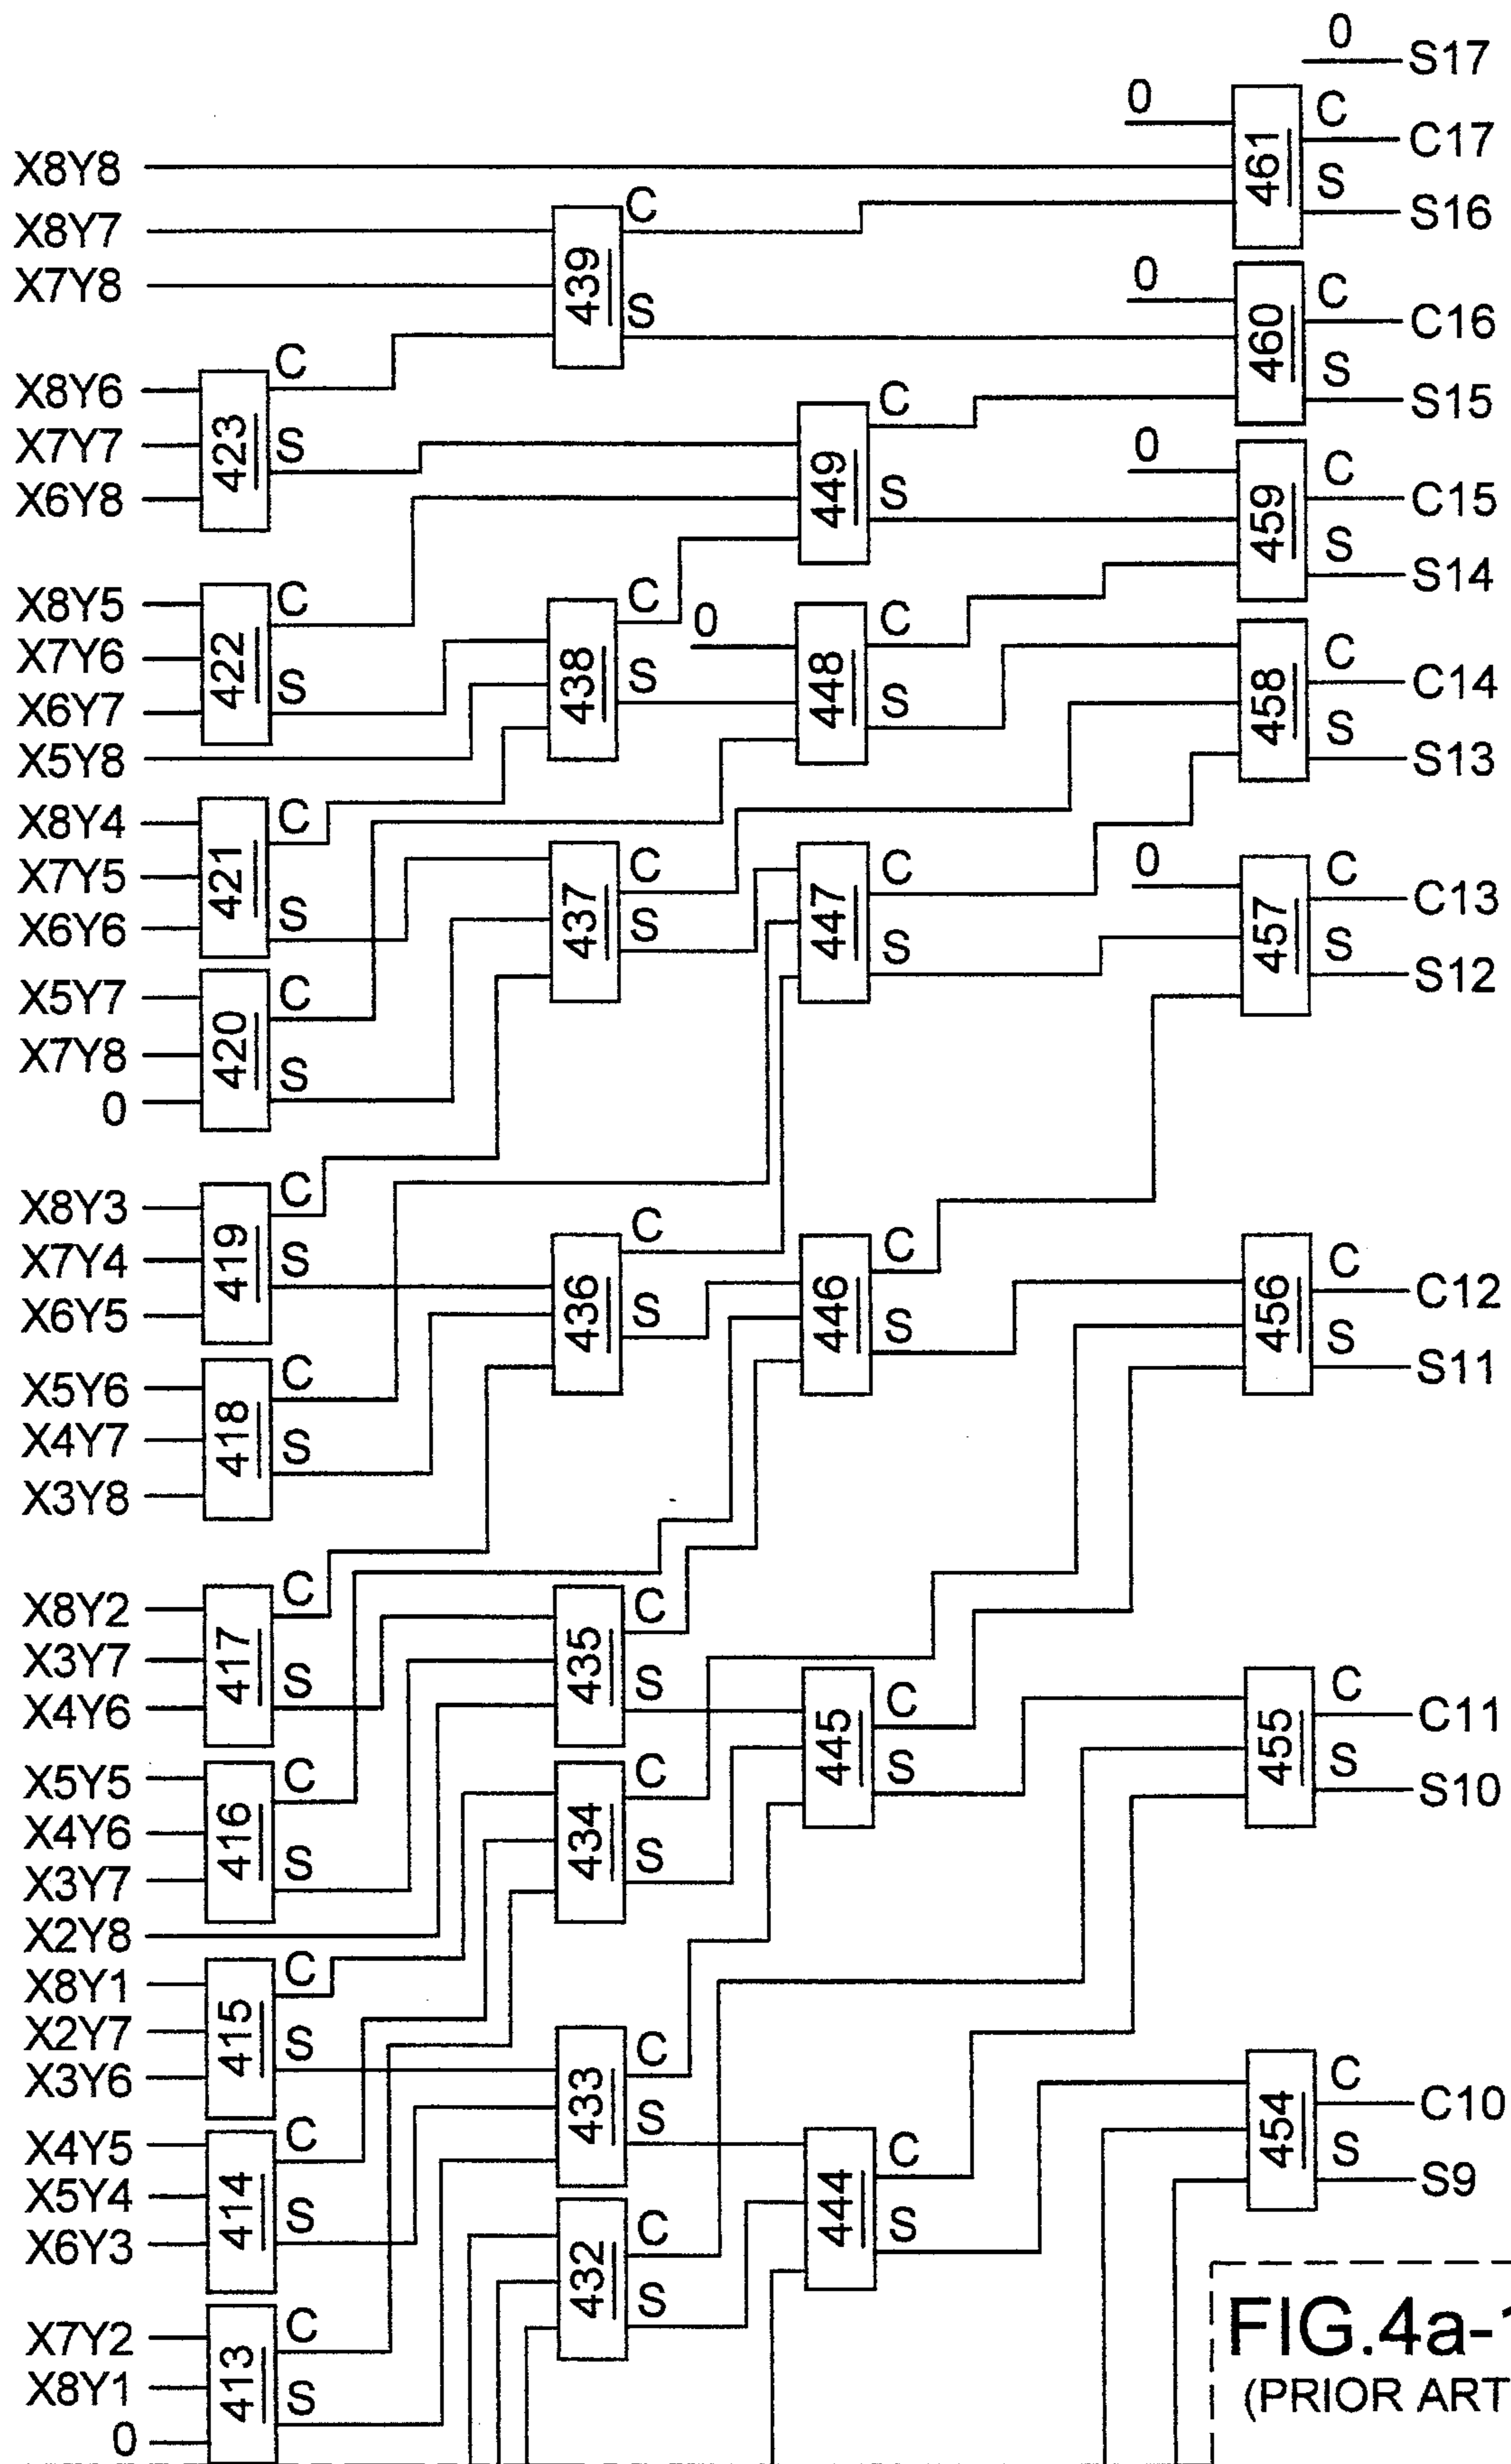 0
S17
0
C
C17
461
S
S16
X8Y8
X8Y7
C
439
S
X7Y8
0
C
C16
460
S
S15
X8Y6
C
X7Y7
423
S
X6Y8
C
449
S
0
C
C15
459
S
S14
X8Y5
C
X7Y6
422
S
X6Y7
X5Y8
C
438
S
0
C
448
S
C
C14
458
S
S13
X8Y4
C
X7Y5
421
S
X6Y6
C
437
S
C
447
S
0
C
C13
457
S
S12
X5Y7
C
X7Y8
420
S
0
X8Y3
C
X7Y4
419
S
X6Y5
C
436
S
C
446
S
C
C12
456
S
S11
X5Y6
C
X4Y7
418
S
X3Y8
X8Y2
C
X3Y7
417
S
X4Y6
C
435
S
C
445
S
C
C11
455
S
S10
X5Y5
C
X4Y6
416
S
X3Y7
X2Y8
C
434
S
X8Y1
C
X2Y7
415
S
X3Y6
C
433
S
C
C10
454
S
S9
X4Y5
C
X5Y4
414
S
X6Y3
C
432
S
C
444
S
X7Y2
C
X8Y1
413
S
0
FIG.4a-1
(PRIOR ART